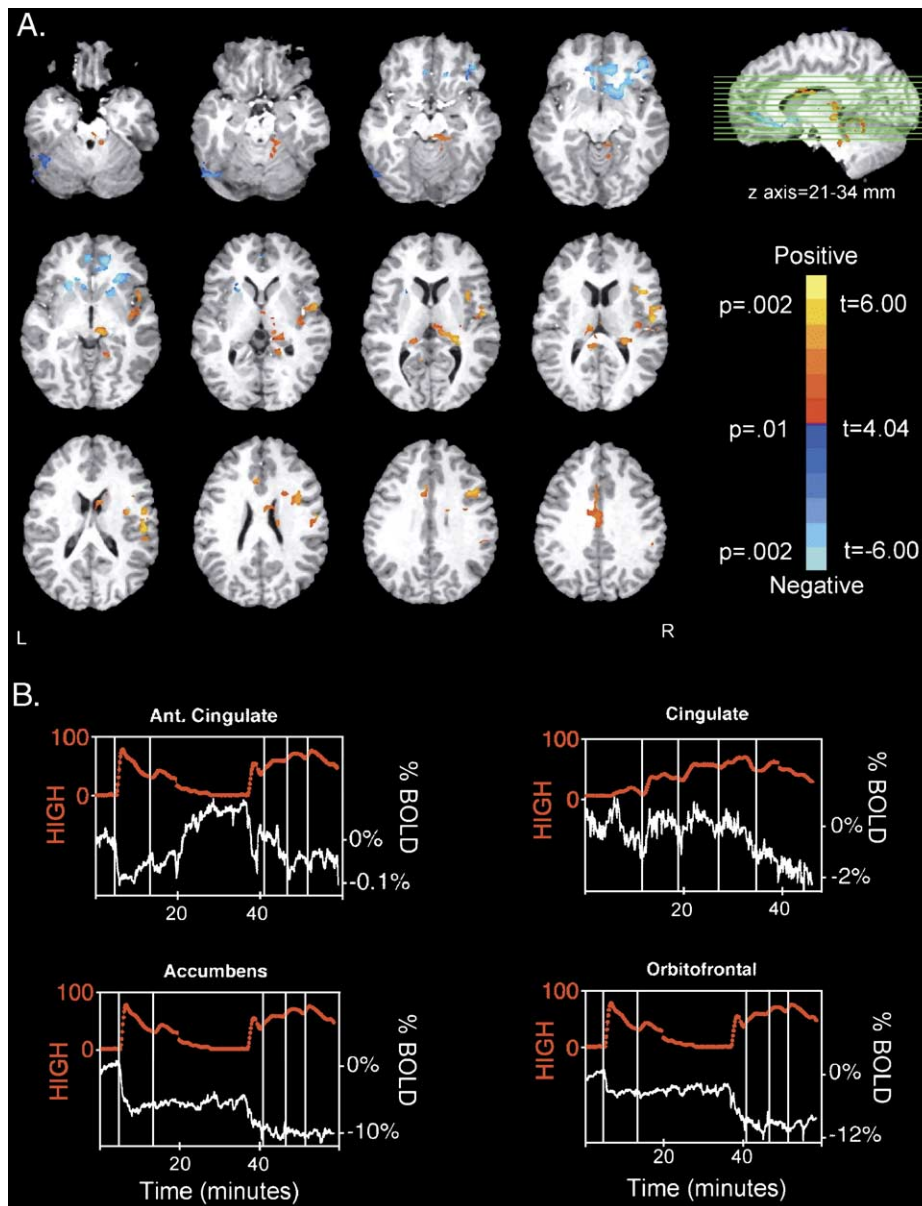 A.
z axis=21-34 mm
Positive
p=.002 t=6.00
p=.01 t=4.04
p=.002 t=-6.00
Negative
L R
B.
Ant. Cingulate
100
0
HIGH
0%
-0.1%
% BOLD
20 40
Cingulate
100
0
HIGH
0%
-2%
% BOLD
20 40
Accumbens
100
0
HIGH
0%
-10%
% BOLD
20 40
Time (minutes)
Orbitofrontal
100
0
HIGH
0%
-12%
% BOLD
20 40
Time (minutes)